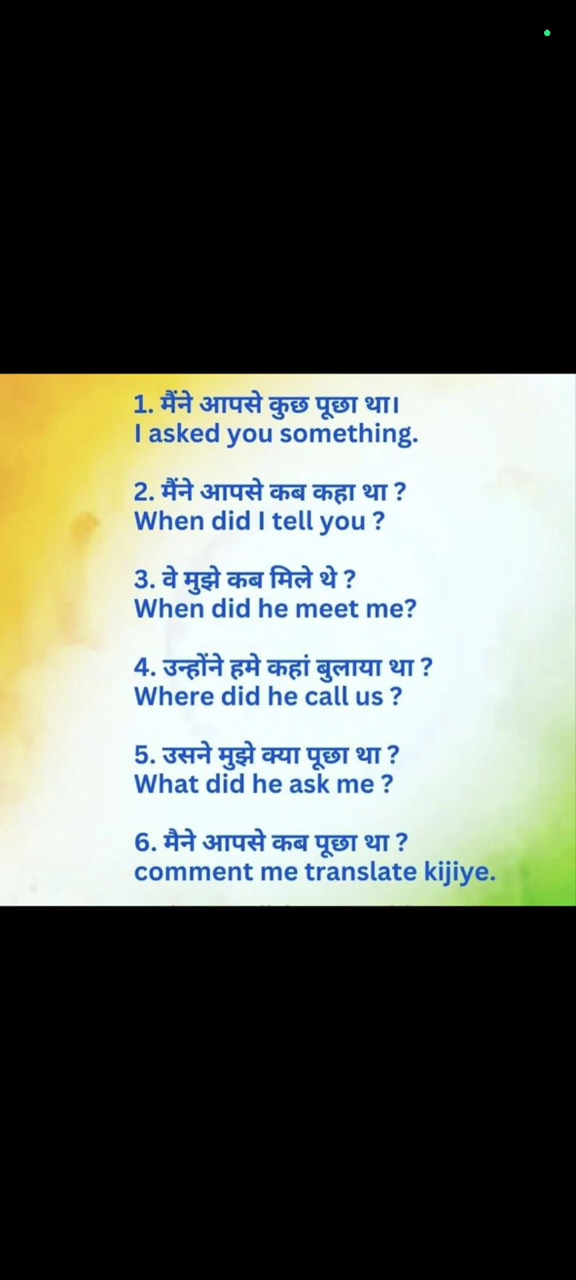 1. मैंने आपसे कुछ पूछा था।
I asked you something.
2. मैंने आपसे कब कहा था ?
When did I tell you ?
3. वे मुझे कब मिले थे ?
When did he meet me?
4. उन्होंने हमे कहां बुलाया था ?
Where did he call us ?
5. उसने मुझे क्या पूछा था ?
What did he ask me ?
6. मैने आपसे कब पूछा था ?
comment me translate kijiye.